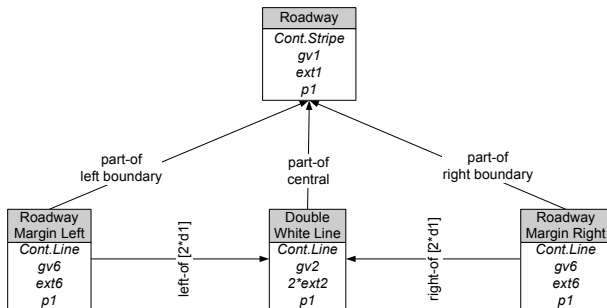 Roadway
Cont.Stripe
gv1
ext1
p1
part-of
left boundary
part-of
central
part-of
right boundary
Roadway
Margin Left
Cont.Line
gv6
ext6
p1
left-of [2*d1]
Double
White Line
Cont.Line
gv2
2*ext2
p1
right-of [2*d1]
Roadway
Margin Right
Cont.Line
gv6
ext6
p1